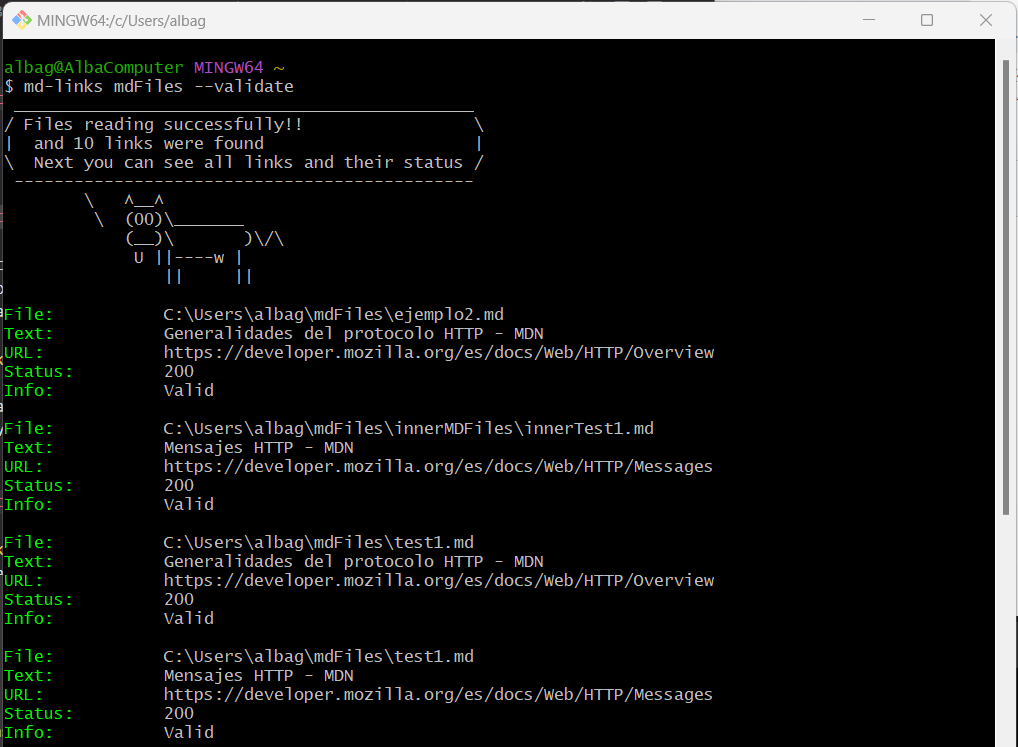 MINGW64:/c/Users/albag
albag@AlbaComputer MINGW64 ~
$ md-links mdFiles --validate
 ______________________________________________
/ Files reading successfully!!                 \
|  and 10 links were found                     |
\  Next you can see all links and their status /
 ----------------------------------------------
        \   ^__^
         \  (OO)\_______
            (__)\       )\/\
             U ||----w |
                ||     ||
File:           C:\Users\albag\mdFiles\ejemplo2.md
Text:           Generalidades del protocolo HTTP - MDN
URL:            https://developer.mozilla.org/es/docs/Web/HTTP/Overview
Status:         200
Info:           Valid
File:           C:\Users\albag\mdFiles\innerMDFiles\innerTest1.md
Text:           Mensajes HTTP - MDN
URL:            https://developer.mozilla.org/es/docs/Web/HTTP/Messages
Status:         200
Info:           Valid
File:           C:\Users\albag\mdFiles\test1.md
Text:           Generalidades del protocolo HTTP - MDN
URL:            https://developer.mozilla.org/es/docs/Web/HTTP/Overview
Status:         200
Info:           Valid
File:           C:\Users\albag\mdFiles\test1.md
Text:           Mensajes HTTP - MDN
URL:            https://developer.mozilla.org/es/docs/Web/HTTP/Messages
Status:         200
Info:           Valid